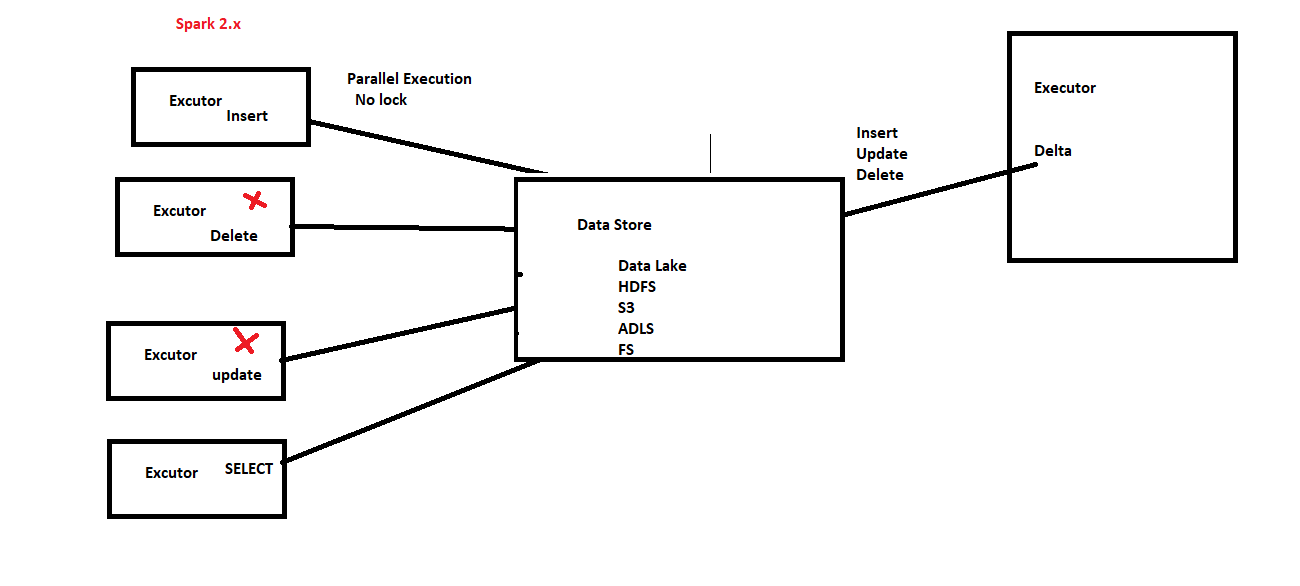 Spark 2.x
Parallel Execution
No lock
Excutor
Insert
Excutor
Delete
Excutor
update
Excutor
SELECT
Data Store
Data Lake
HDFS
S3
ADLS
FS
Insert
Update
Delete
Executor
Delta